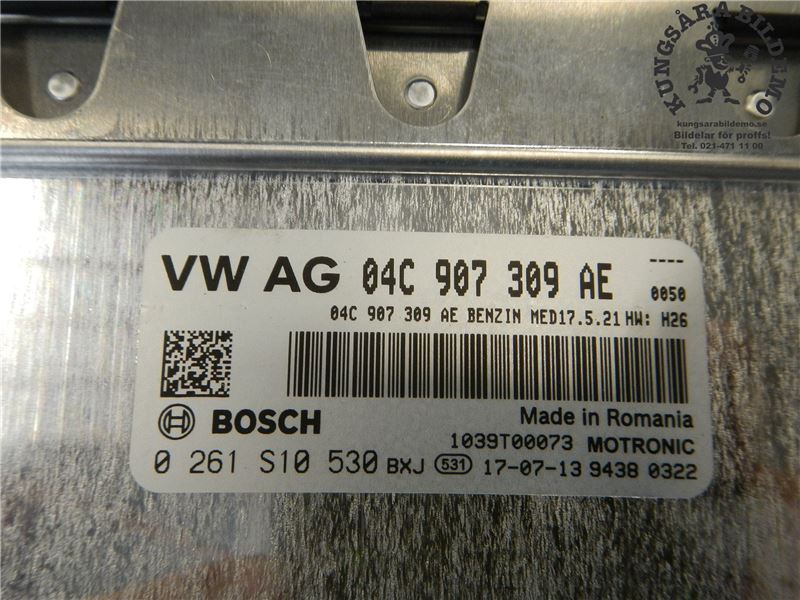 KUNGSÅRA BILDEMO
kungsarabildemo.se
Bildelar för proffs!
Tel. 021-471 11 00
VW AG 04C 907 309 AE ----
0050
04C 907 309 AE BENZIN MED17.5.21 HW: H26
BOSCH Made in Romania
1039T00073 MOTRONIC
0 261 S10 530 BXJ 531 17-07-13 9438 0322